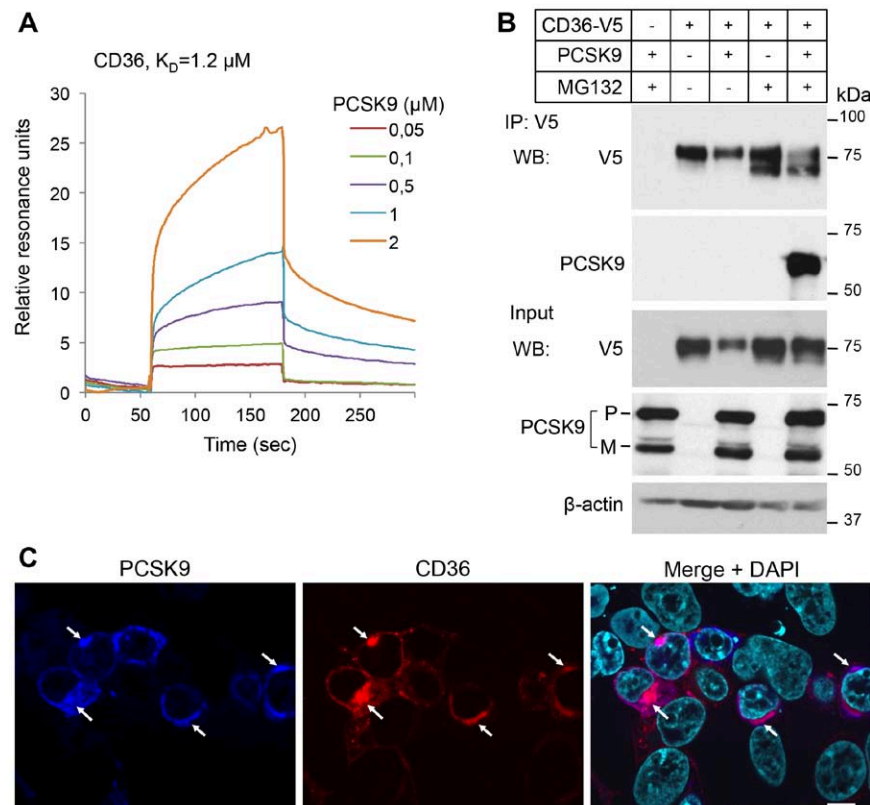 A
CD36, KD=1.2 µM
Relative resonance units
30
25
20
15
10
5
0
0 50 100 150 200 250
Time (sec)
PCSK9 (µM)
0,05
0,1
0,5
1
2
B
CD36-V5 - + + + +
PCSK9 + - + - +
MG132 + - - + +
kDa
IP: V5
WB: V5
100
75
PCSK9
75
50
Input
WB: V5
75
PCSK9 P M
75
50
β-actin
37
C
PCSK9 CD36 Merge + DAPI